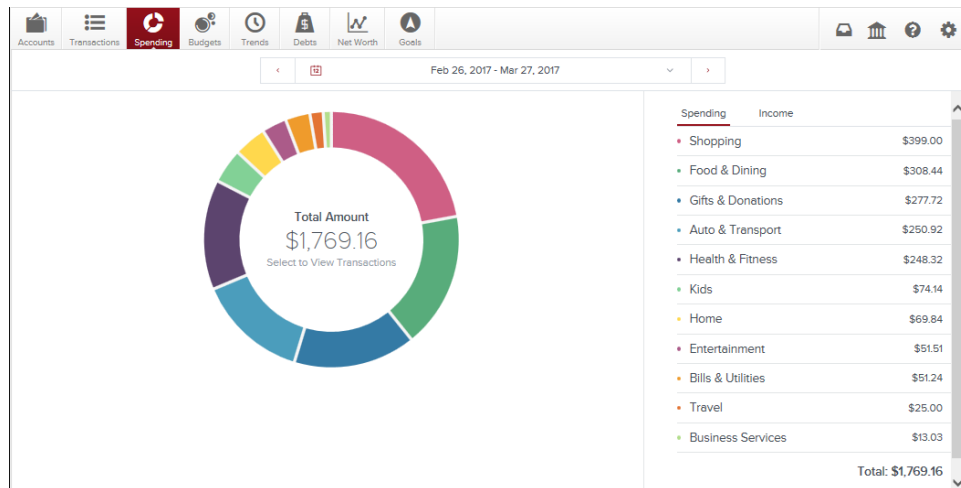 Accounts Transactions Spending Budgets Trends Debts Net Worth Goals
12 Feb 26, 2017 - Mar 27, 2017
Total Amount
$1,769.16
Select to View Transactions
Spending Income
Shopping $399.00
Food & Dining $308.44
Gifts & Donations $277.72
Auto & Transport $250.92
Health & Fitness $248.32
Kids $74.14
Home $69.84
Entertainment $51.51
Bills & Utilities $51.24
Travel $25.00
Business Services $13.03
Total: $1,769.16